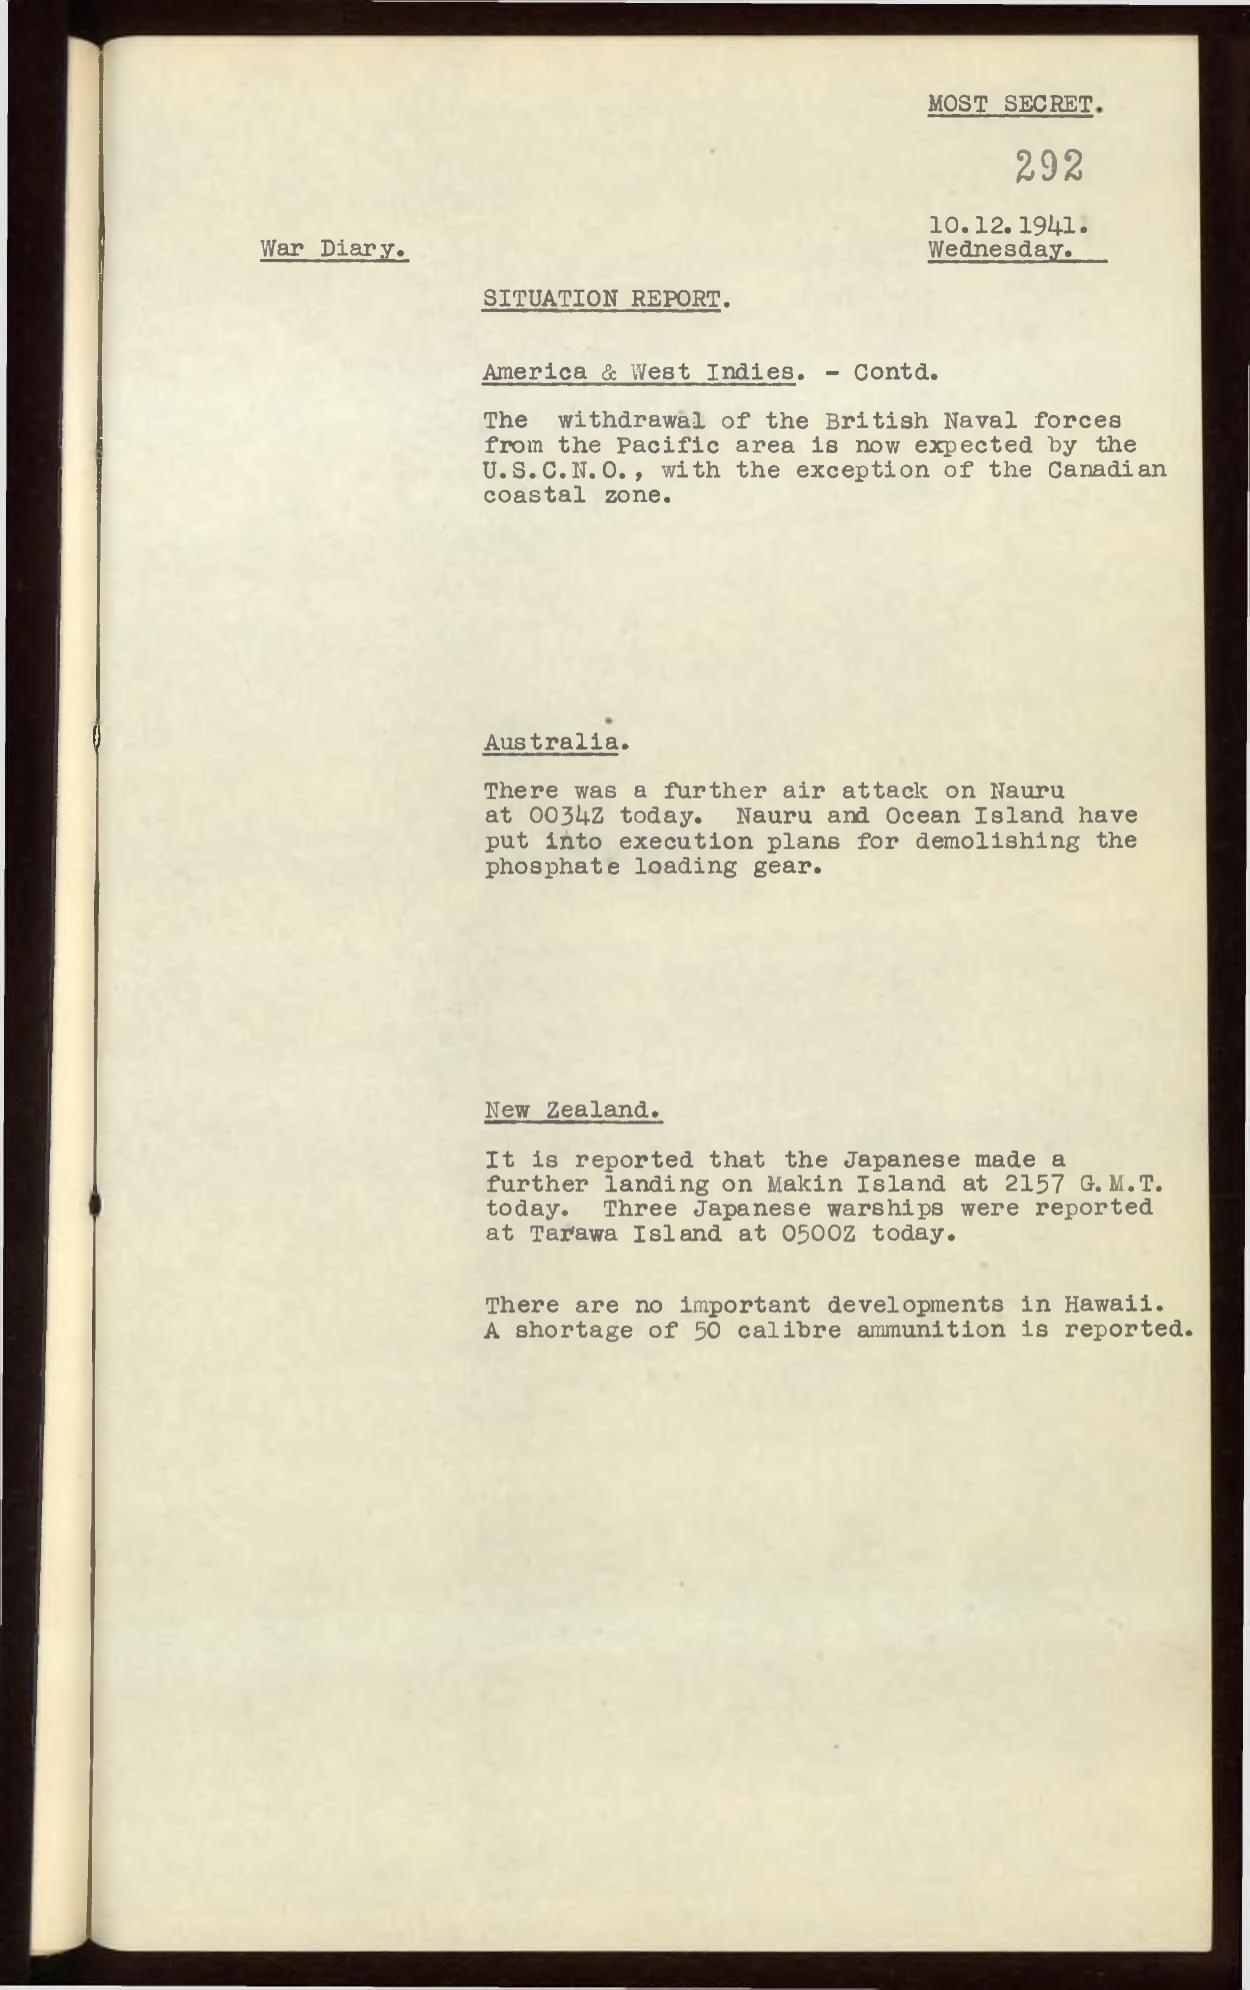 MOST SECRET.
292
10.12.1941.
War Diary.
Wednesday.
SITUATION REPORT.
America & West Indies. - Contd.
The withdrawal of the British Naval forces
from the Pacific area is now expected by the
U.S.C.N.O., with the exception of the Canadian
coastal zone.
Australia.
There was a further air attack on Nauru
at 0034Z today. Nauru and Ocean Island have
put into execution plans for demolishing the
phosphate loading gear.
New Zealand.
It is reported that the Japanese made a
further landing on Makin Island at 2157 G.M.T.
today. Three Japanese warships were reported
at Tarawa Island at 0500Z today.
There are no important developments in Hawaii.
A shortage of 50 calibre ammunition is reported.